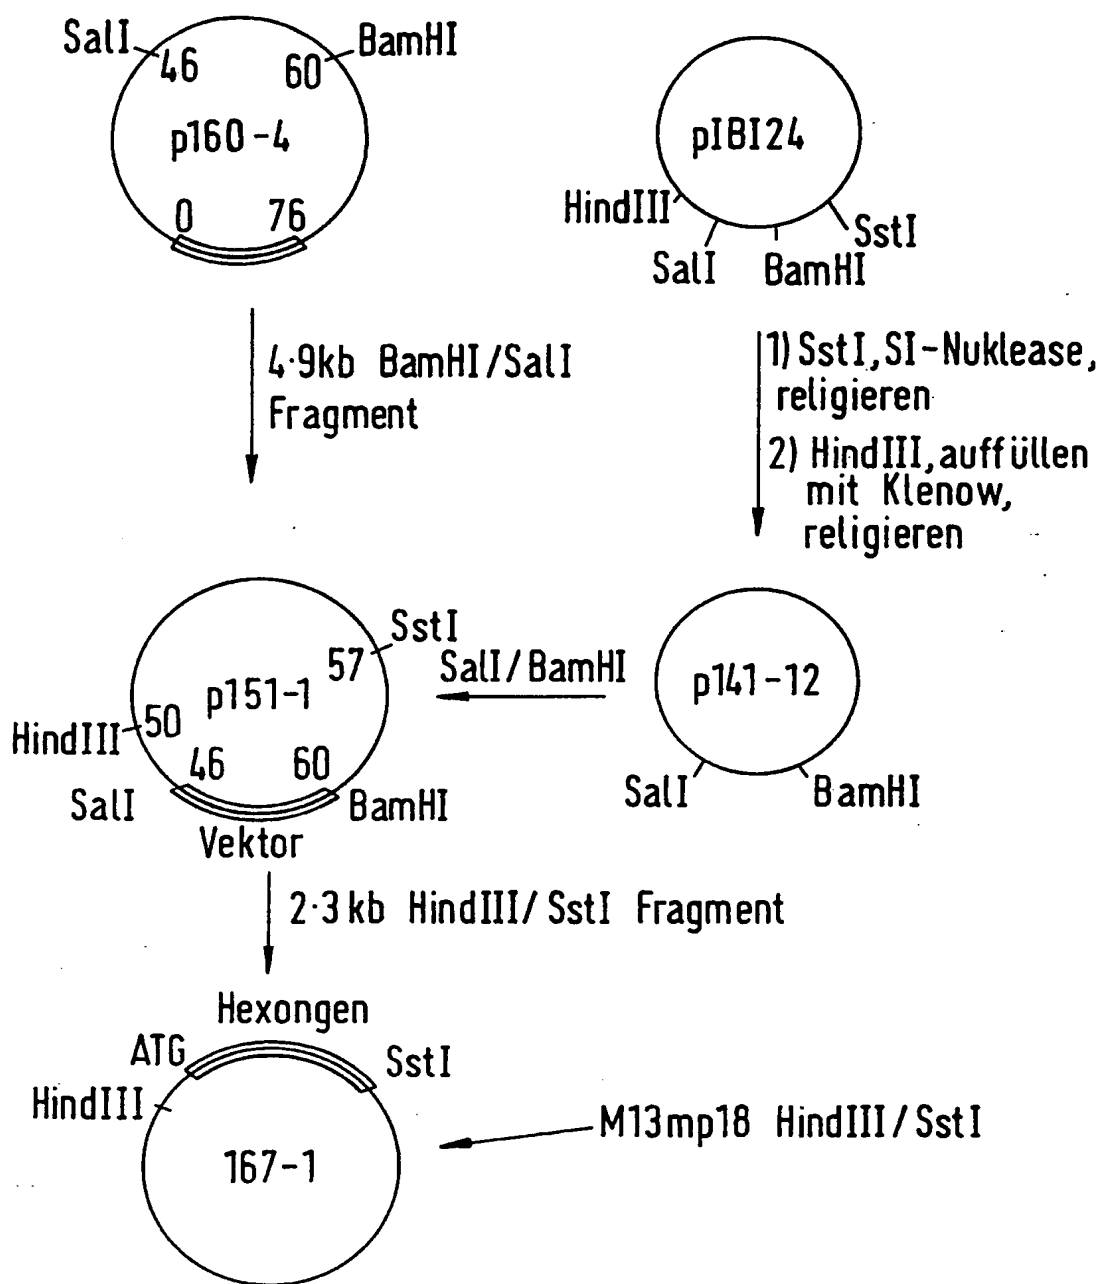 SalI
46
60
BamHI
p160-4
0
76
pIBI24
HindIII
SalI
BamHI
SstI
4·9kb BamHI/SalI
Fragment
1) SstI, SI-Nuklease,
religieren
2) HindIII, auffüllen
mit Klenow,
religieren
SstI
57
p151-1
HindIII
50
46
60
SalI
BamHI
Vektor
SalI/BamHI
p141-12
SalI
BamHI
2·3kb HindIII/SstI Fragment
Hexongen
ATG
SstI
HindIII
167-1
M13mp18 HindIII/SstI